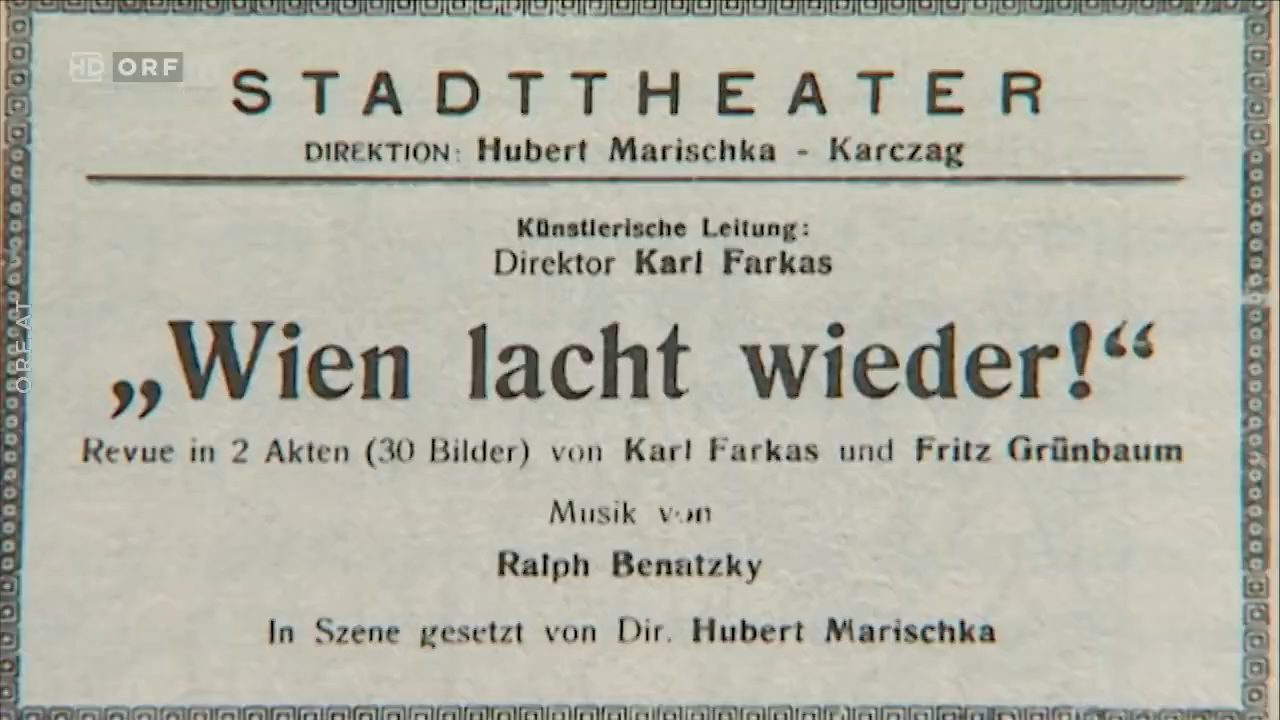 HD ORF
STADTTHEATER
DIREKTION: Hubert Marischka - Karczag
Künstlerische Leitung:
Direktor Karl Farkas
„Wien lacht wieder!“
Revue in 2 Akten (30 Bilder) von Karl Farkas und Fritz Grünbaum
Musik von
Ralph Benatzky
In Szene gesetzt von Dir. Hubert Marischka
ORF.AT